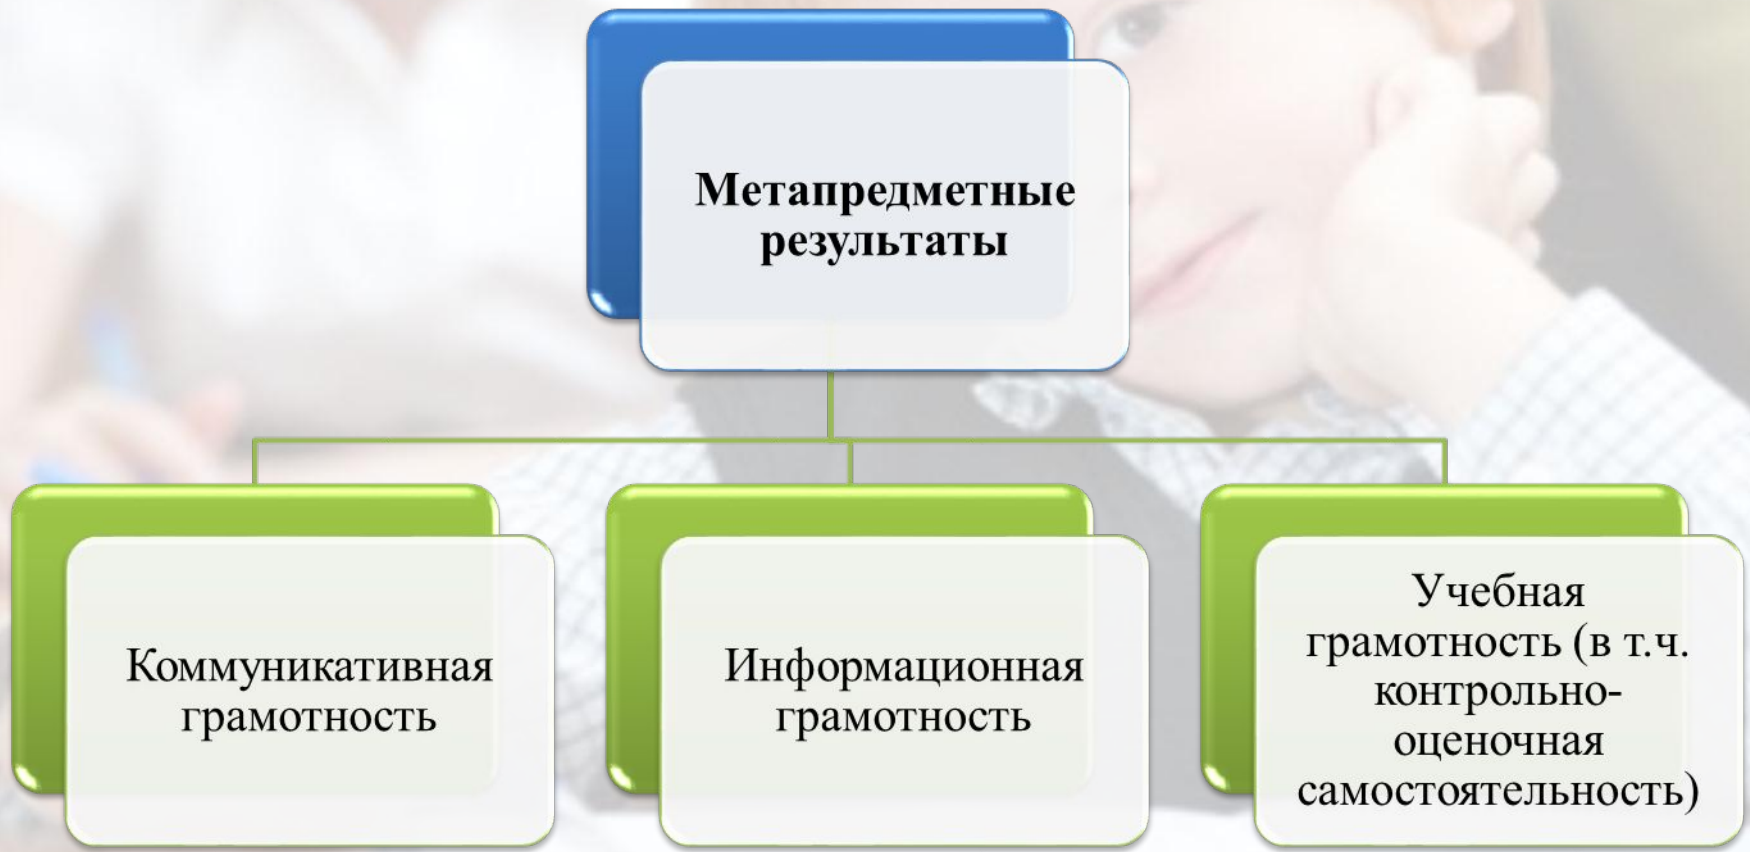 Метапредметные
результаты
Коммуникативная
грамотность
Информационная
грамотность
Учебная
грамотность (в т.ч.
контрольно-
оценочная
самостоятельность)